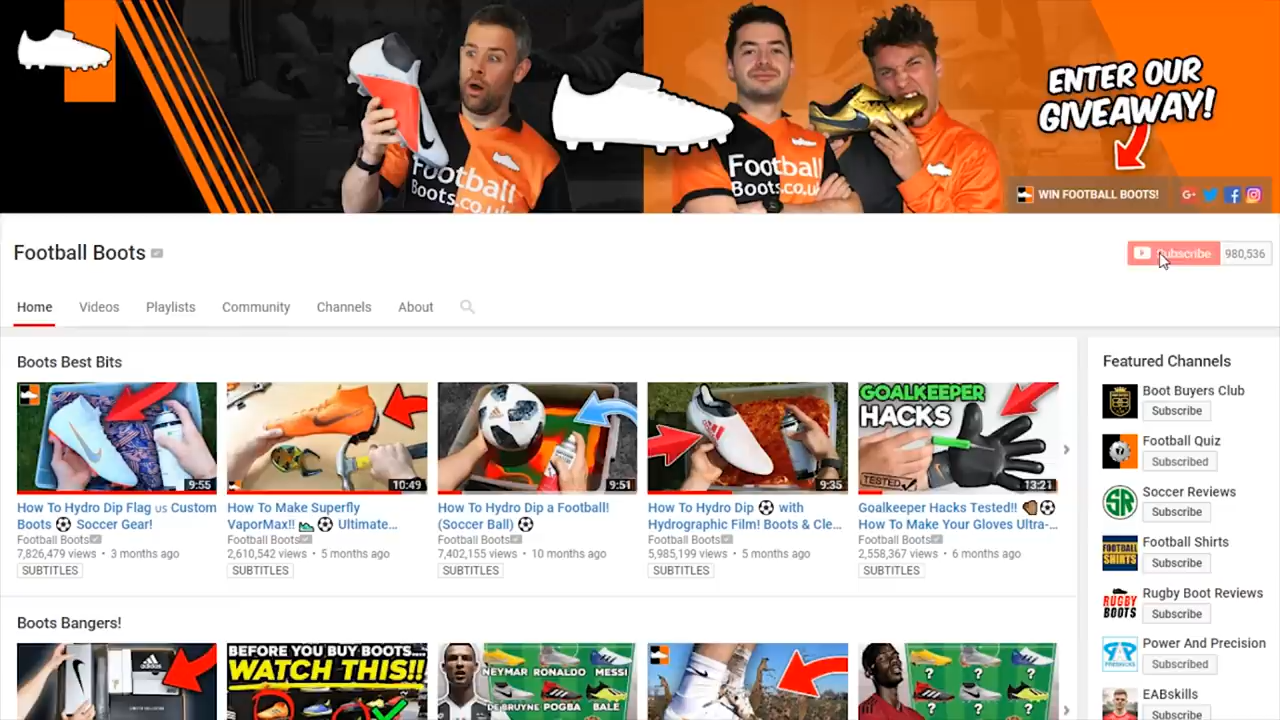 ENTER OUR
GIVEAWAY!
Football
Boots.co.uk
Football
Boots.co.uk
WIN FOOTBALL BOOTS!
Football Boots
Subscribe 980,536
Home Videos Playlists Community Channels About
Boots Best Bits
9:55
10:49
9:51
9:35
GOALKEEPER
HACKS
TESTED
13:21
How To Hydro Dip Flag us Custom
Boots ⚽ Soccer Gear!
Football Boots
7,826,479 views • 3 months ago
SUBTITLES
How To Make Superfly
VaporMax!! 👟 ⚽ Ultimate...
Football Boots
2,610,542 views • 5 months ago
SUBTITLES
How To Hydro Dip a Football!
(Soccer Ball) ⚽
Football Boots
7,402,155 views • 10 months ago
SUBTITLES
How To Hydro Dip ⚽ with
Hydrographic Film! Boots & Cle...
Football Boots
5,985,199 views • 5 months ago
SUBTITLES
Goalkeeper Hacks Tested!! 🥊⚽
How To Make Your Gloves Ultra-...
Football Boots
2,558,367 views • 6 months ago
SUBTITLES
Boots Bangers!
adidas
BEFORE YOU BUY BOOTS...
WATCH THIS!!
NEYMAR RONALDO MESSI
DE BRUYNE POGBA BALE
? ? ?
? ? ?
Featured Channels
Boot Buyers Club
Subscribe
Football Quiz
Subscribed
SR
Soccer Reviews
Subscribe
FOOTBALL
SHIRTS
Football Shirts
Subscribe
RUGBY
BOOTS
Rugby Boot Reviews
Subscribe
Power And Precision
Subscribed
EABskills
Subscribe